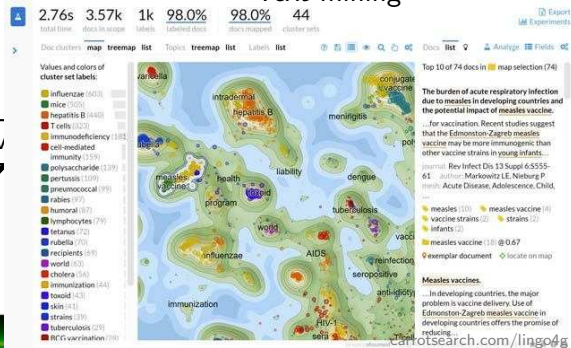 Text mining
2.76s 3.57k 1k 98.0% 98.0% 44
total time docs in scope labels labeled docs docs mapped cluster sets
Export
Experiments
Doc clusters map treemap list Topics treemap list Labels list
Docs list Analyze Fields
Values and colors of
cluster set labels:
influenzae (603)
mice (505)
hepatitis B (440)
T cells (323)
immunodeficiency (181)
cell-mediated
immunity (159)
polysaccharide (139)
pertussis (109)
pneumococcal (99)
rabies (97)
humoral (87)
lymphocytes (79)
tetanus (72)
rubella (70)
recipients (69)
world (63)
cholera (56)
immunization (44)
toxoid (43)
skin (41)
strains (39)
tuberculosis (29)
BCG vaccination (29)
varicella
intradermal
hepatitis B
conjugate
vaccine
meningitis
measles
vaccine
health
program
liability
toxoid
dengue
tuberculosis
world
influenzae
AIDS
reinfection
seropositive
anti-idiotyp
immunization
HIV-1
sera
Top 10 of 74 docs in map selection (74)
The burden of acute respiratory infection
due to measles in developing countries and
the potential impact of measles vaccine.
...for vaccination. Recent studies suggest
that the Edmonston-Zagreb measles
vaccine may be more immunogenic than
other vaccine strains in young infants...
journal: Rev Infect Dis 13 Suppl 6:S555-
61 author: Markowitz LE, Nieburg P
mesh: Acute Disease, Adolescence, Child,
...
measles (10) measles vaccine (4)
vaccine strains (2) strains (2)
infants (2)
measles vaccine (18) @ 0.67
exemplar document locate on map
Measles vaccines.
...In developing countries, the major
problem is vaccine delivery. Use of
Edmonston-Zagreb measles vaccine in
developing countries offers the promise of
reducing...
carrotsearch.com/lingo4g